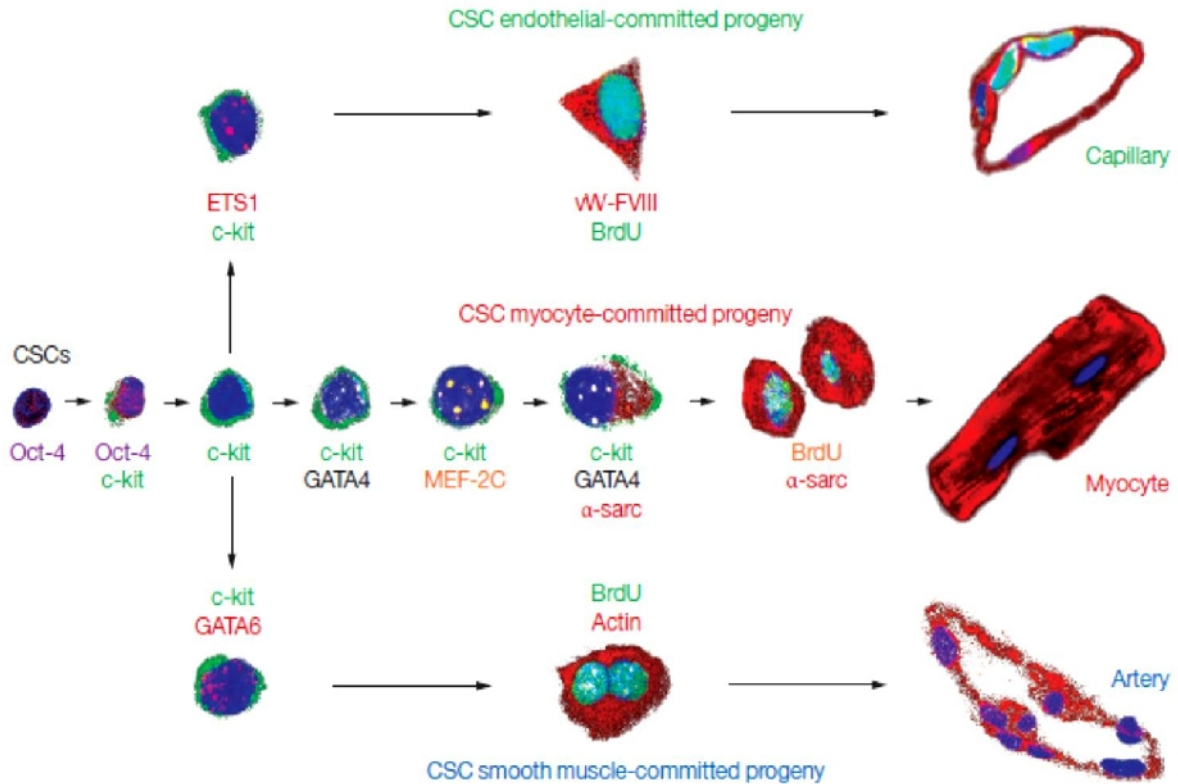 CSC endothelial-committed progeny
Capillary
ETS1
c-kit
vW-FVIII
BrdU
CSC myocyte-committed progeny
CSCs
Oct-4
Oct-4
c-kit
c-kit
c-kit
GATA4
c-kit
MEF-2C
c-kit
GATA4
α-sarc
BrdU
α-sarc
Myocyte
c-kit
GATA6
BrdU
Actin
Artery
CSC smooth muscle-committed progeny